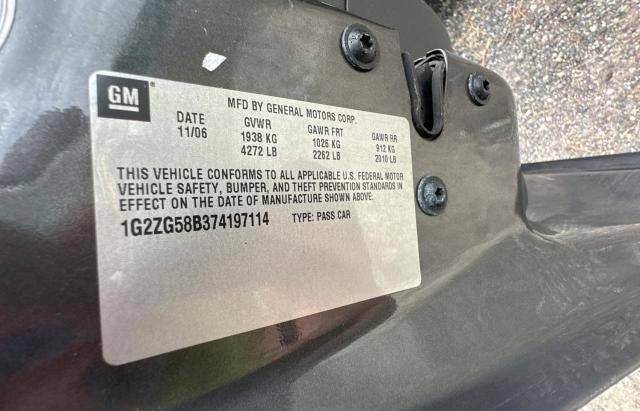 GM
MFD BY GENERAL MOTORS CORP.
DATE GVWR GAWR FRT GAWR RR
11/06 1938 KG 1026 KG 912 KG
4272 LB 2262 LB 2010 LB
THIS VEHICLE CONFORMS TO ALL APPLICABLE U.S. FEDERAL MOTOR
VEHICLE SAFETY, BUMPER, AND THEFT PREVENTION STANDARDS IN
EFFECT ON THE DATE OF MANUFACTURE SHOWN ABOVE.
1G2ZG58B374197114 TYPE: PASS CAR